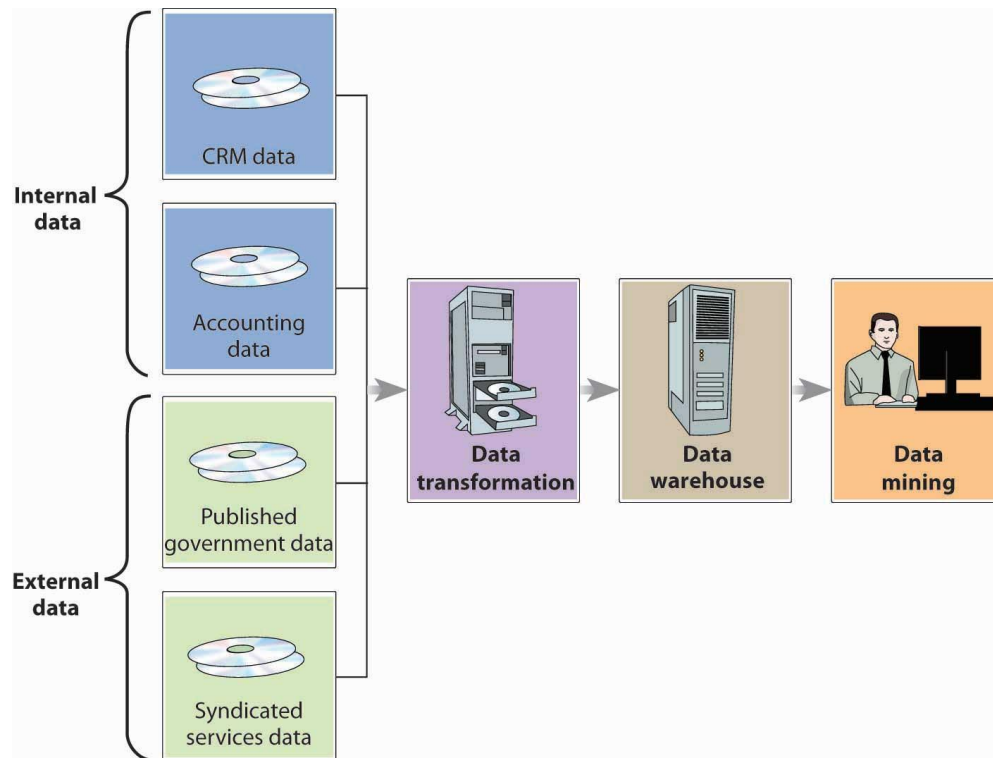 Internal
data
CRM data
Accounting
data
External
data
Published
government data
Syndicated
services data
Data
transformation
Data
warehouse
Data
mining